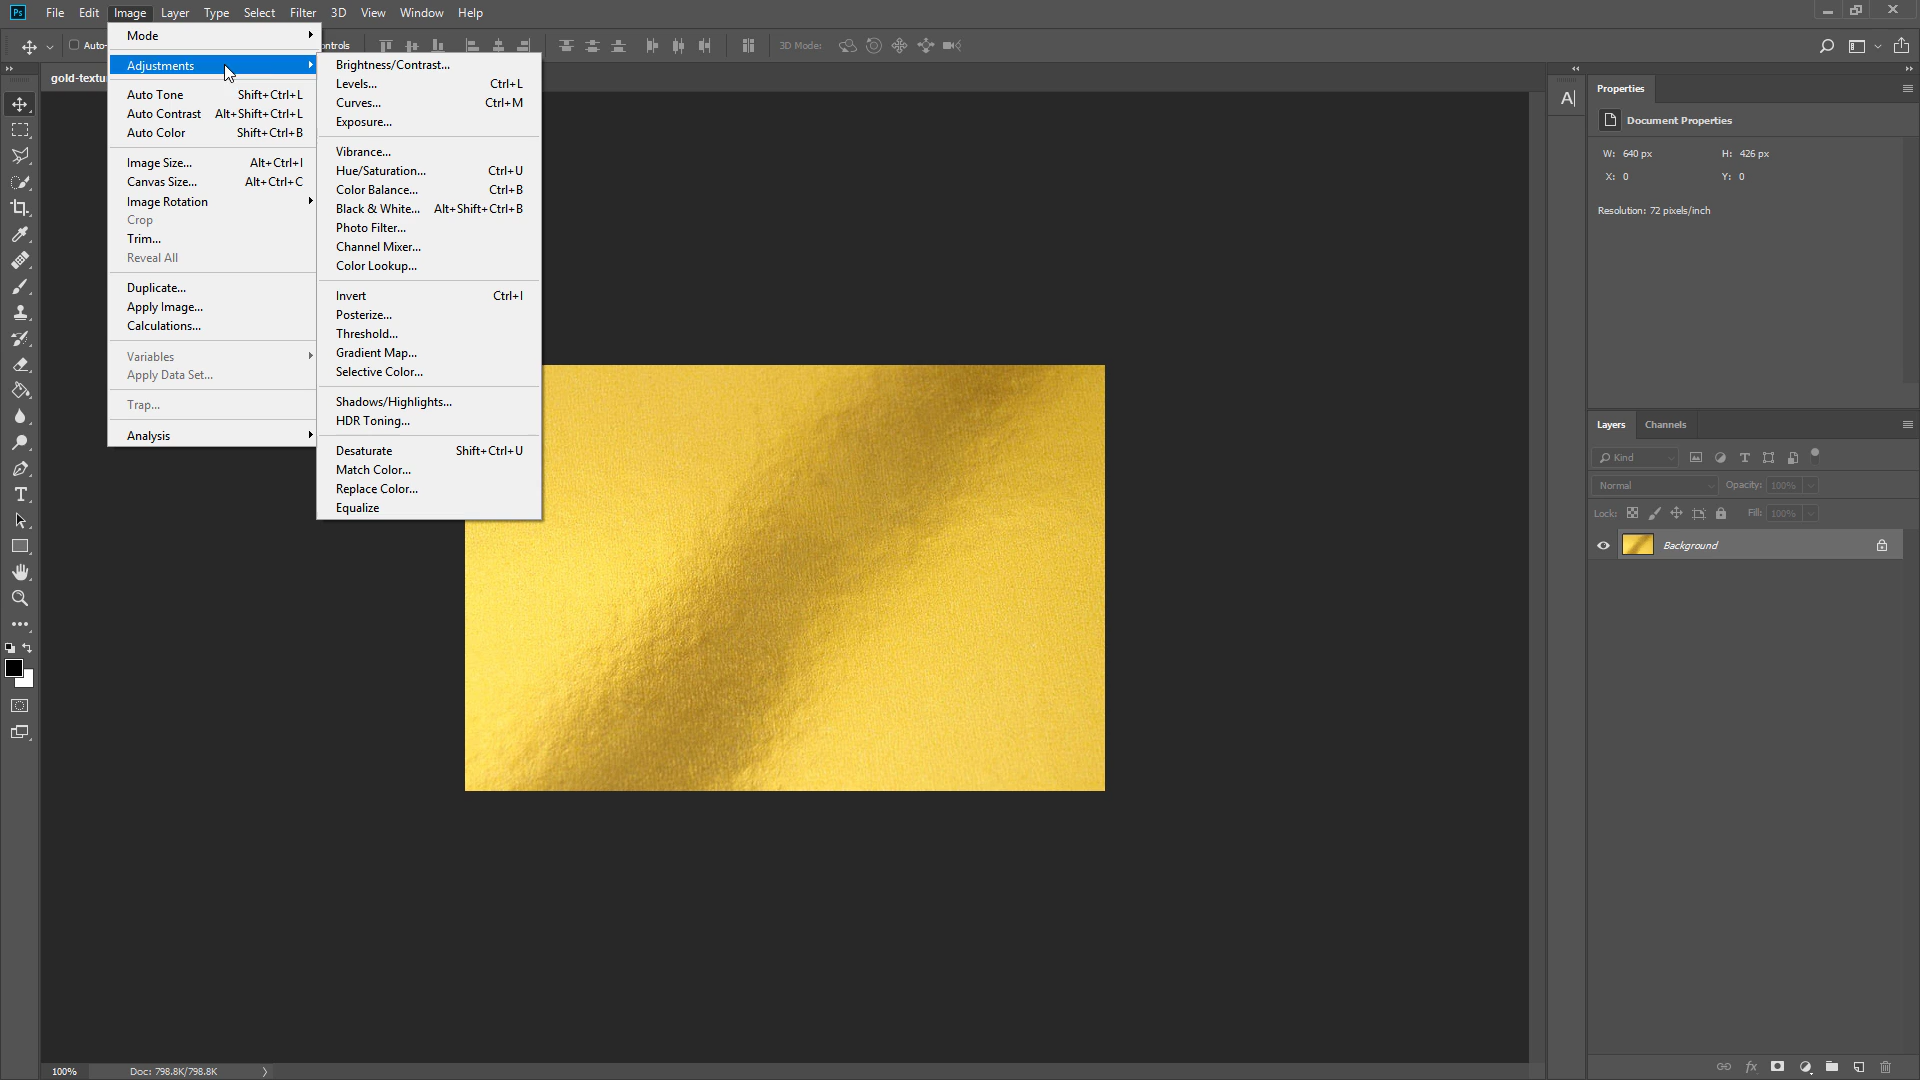 Ps File Edit Image Layer Type Select Filter 3D View Window Help
Auto- ntrols 3D Mode:
gold-textu
Mode
Adjustments
Auto Tone Shift+Ctrl+L
Auto Contrast Alt+Shift+Ctrl+L
Auto Color Shift+Ctrl+B
Image Size... Alt+Ctrl+I
Canvas Size... Alt+Ctrl+C
Image Rotation
Crop
Trim...
Reveal All
Duplicate...
Apply Image...
Calculations...
Variables
Apply Data Set...
Trap...
Analysis
Brightness/Contrast...
Levels... Ctrl+L
Curves... Ctrl+M
Exposure...
Vibrance...
Hue/Saturation... Ctrl+U
Color Balance... Ctrl+B
Black & White... Alt+Shift+Ctrl+B
Photo Filter...
Channel Mixer...
Color Lookup...
Invert Ctrl+I
Posterize...
Threshold...
Gradient Map...
Selective Color...
Shadows/Highlights...
HDR Toning...
Desaturate Shift+Ctrl+U
Match Color...
Replace Color...
Equalize
Properties
Document Properties
W: 640 px H: 426 px
X: 0 Y: 0
Resolution: 72 pixels/inch
Layers Channels
Kind
Normal Opacity: 100%
Lock: Fill: 100%
Background
100% Doc: 798.8K/798.8K